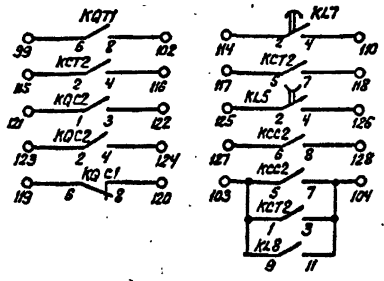 KQT1
99 6 8 102
KCT2
115 2 4 116
KQC2
121 1 3 122
KQC2
123 2 4 124
KQC1
119 6 8 120
KL7
114 2 4 110
KCT2
117 5 7 118
KL5
125 2 4 126
KCC2
127 6 8 128
KCC2
103 5 7 104
KCT2
1 3
KL8
9 11